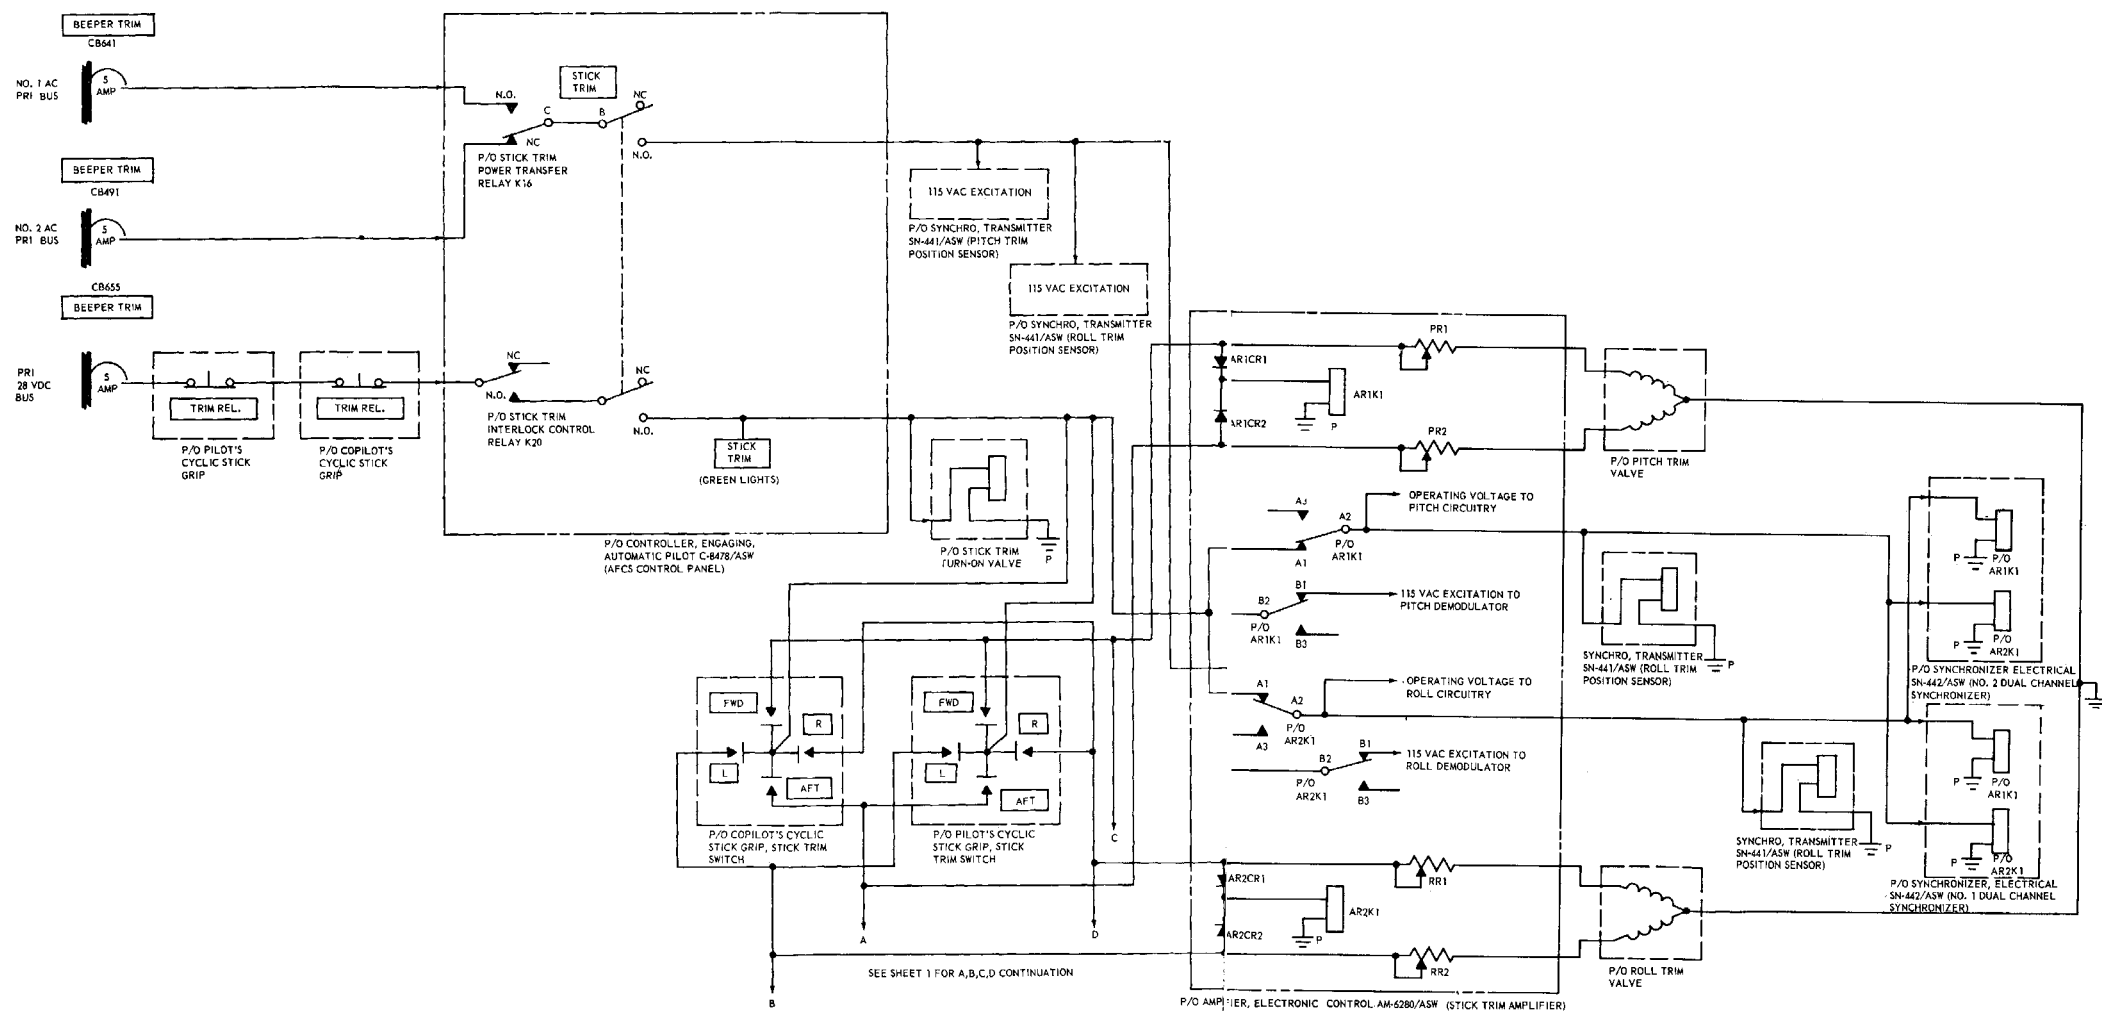 BEEPER TRIM
CB641
NO. 1 AC
PRI BUS
5
AMP
BEEPER TRIM
CB491
NO. 2 AC
PRI BUS
5
AMP
CB655
BEEPER TRIM
PRI
28 VDC
BUS
5
AMP
TRIM REL.
P/O PILOT'S
CYCLIC STICK
GRIP
TRIM REL.
P/O COPILOT'S
CYCLIC STICK
GRIP
N.O.
C
NC
P/O STICK TRIM
POWER TRANSFER
RELAY K16
STICK
TRIM
B
NC
N.O.
NC
N.O.
P/O STICK TRIM
INTERLOCK CONTROL
RELAY K20
NC
N.O.
STICK
TRIM
(GREEN LIGHTS)
P/O CONTROLLER, ENGAGING,
AUTOMATIC PILOT C-8478/ASW
(AFCS CONTROL PANEL)
115 VAC EXCITATION
P/O SYNCHRO, TRANSMITTER
SN-441/ASW (PITCH TRIM
POSITION SENSOR)
115 VAC EXCITATION
P/O SYNCHRO, TRANSMITTER
SN-441/ASW (ROLL TRIM
POSITION SENSOR)
P
P/O STICK TRIM
TURN-ON VALVE
FWD
R
L
AFT
P/O COPILOT'S CYCLIC
STICK GRIP, STICK TRIM
SWITCH
FWD
R
L
AFT
P/O PILOT'S CYCLIC
STICK GRIP, STICK
TRIM SWITCH
C
A
D
B
SEE SHEET 1 FOR A,B,C,D CONTINUATION
AR1CR1
AR1CR2
AR1K1
P
PR1
PR2
P/O PITCH TRIM
VALVE
A3
A2
P/O
AR1K1
A1
OPERATING VOLTAGE TO
PITCH CIRCUITRY
B1
B2
P/O
AR1K1
B3
115 VAC EXCITATION TO
PITCH DEMODULATOR
A1
A2
P/O
AR2K1
A3
OPERATING VOLTAGE TO
ROLL CIRCUITRY
B1
B2
P/O
AR2K1
B3
115 VAC EXCITATION TO
ROLL DEMODULATOR
AR2CR1
AR2CR2
AR2K1
P
RR1
RR2
P/O ROLL TRIM
VALVE
P/O AMPLIFIER, ELECTRONIC CONTROL AM-6280/ASW (STICK TRIM AMPLIFIER)
P
SYNCHRO, TRANSMITTER
SN-441/ASW (ROLL TRIM
POSITION SENSOR)
P
SYNCHRO, TRANSMITTER
SN-441/ASW (ROLL TRIM
POSITION SENSOR)
P
P/O
AR1K1
P
P/O
AR2K1
P/O SYNCHRONIZER ELECTRICAL
SN-442/ASW (NO. 2 DUAL CHANNEL
SYNCHRONIZER)
P
P/O
AR1K1
P
P/O
AR2K1
P/O SYNCHRONIZER, ELECTRICAL
SN-442/ASW (NO. 1 DUAL CHANNEL
SYNCHRONIZER)